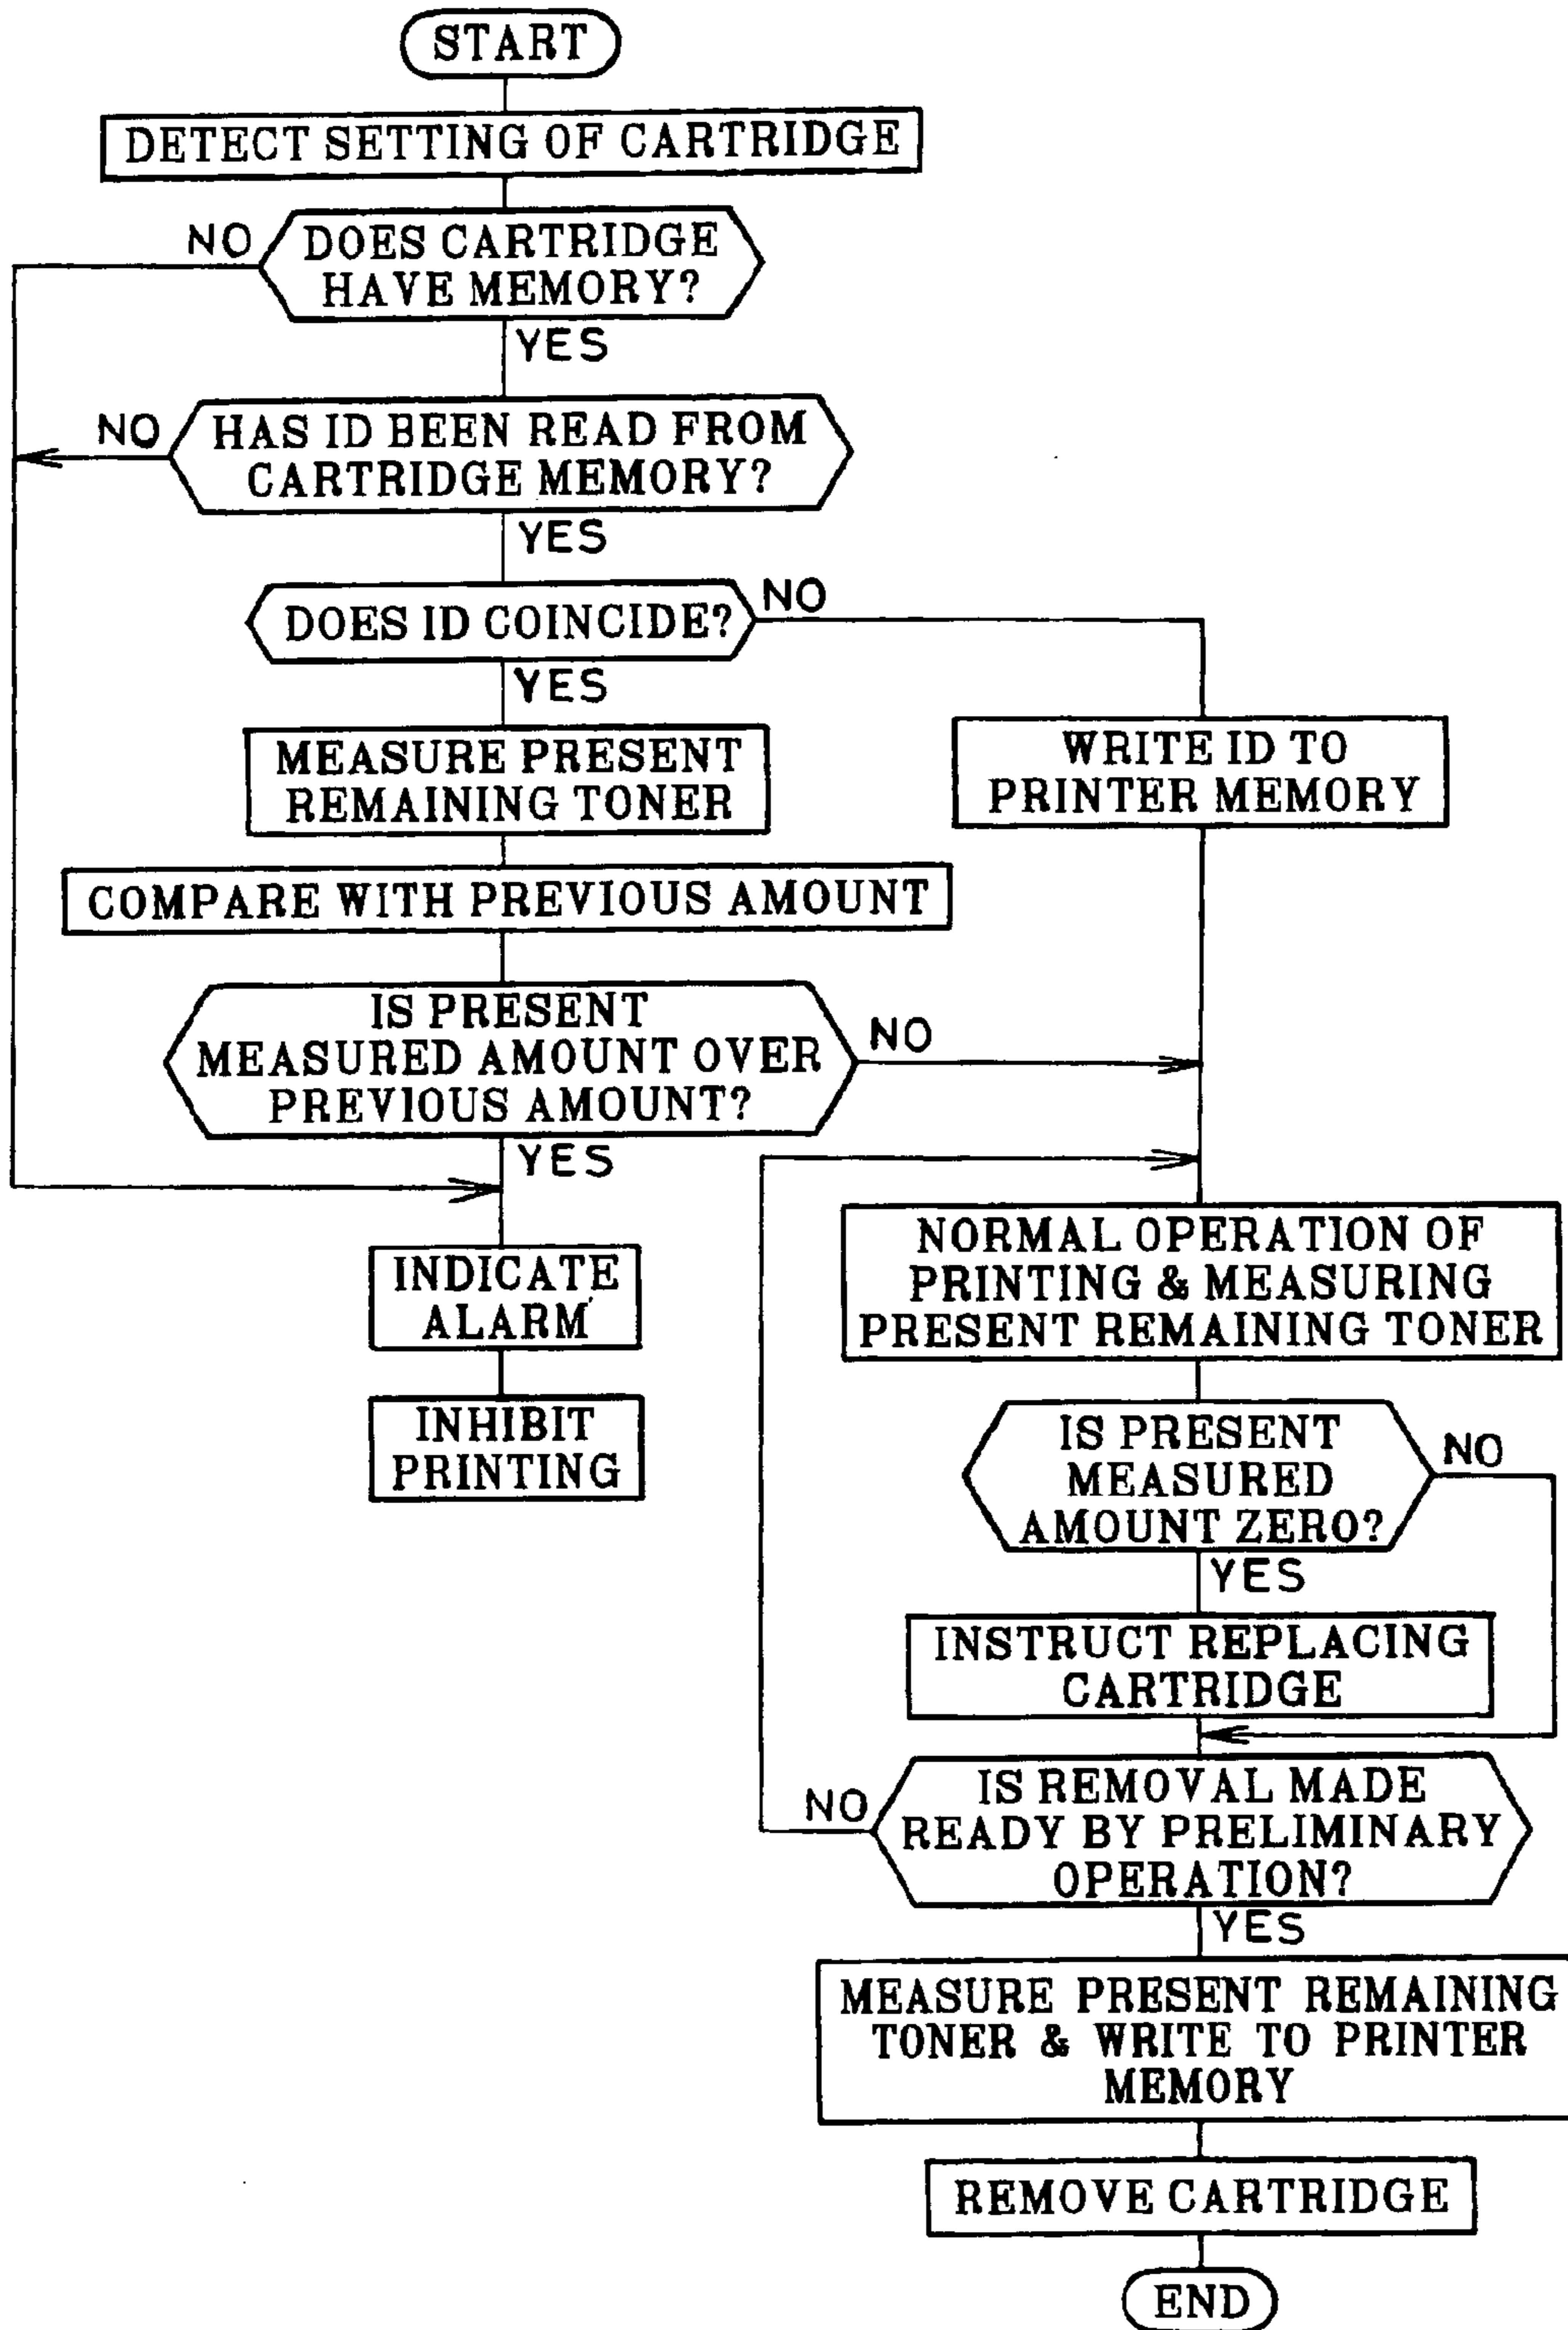 START
DETECT SETTING OF CARTRIDGE
NO
DOES CARTRIDGE
HAVE MEMORY?
YES
NO
HAS ID BEEN READ FROM
CARTRIDGE MEMORY?
YES
DOES ID COINCIDE?
NO
YES
MEASURE PRESENT
REMAINING TONER
WRITE ID TO
PRINTER MEMORY
COMPARE WITH PREVIOUS AMOUNT
IS PRESENT
MEASURED AMOUNT OVER
PREVIOUS AMOUNT?
NO
YES
INDICATE
ALARM
INHIBIT
PRINTING
NORMAL OPERATION OF
PRINTING & MEASURING
PRESENT REMAINING TONER
IS PRESENT
MEASURED
AMOUNT ZERO?
NO
YES
INSTRUCT REPLACING
CARTRIDGE
NO
IS REMOVAL MADE
READY BY PRELIMINARY
OPERATION?
YES
MEASURE PRESENT REMAINING
TONER & WRITE TO PRINTER
MEMORY
REMOVE CARTRIDGE
END